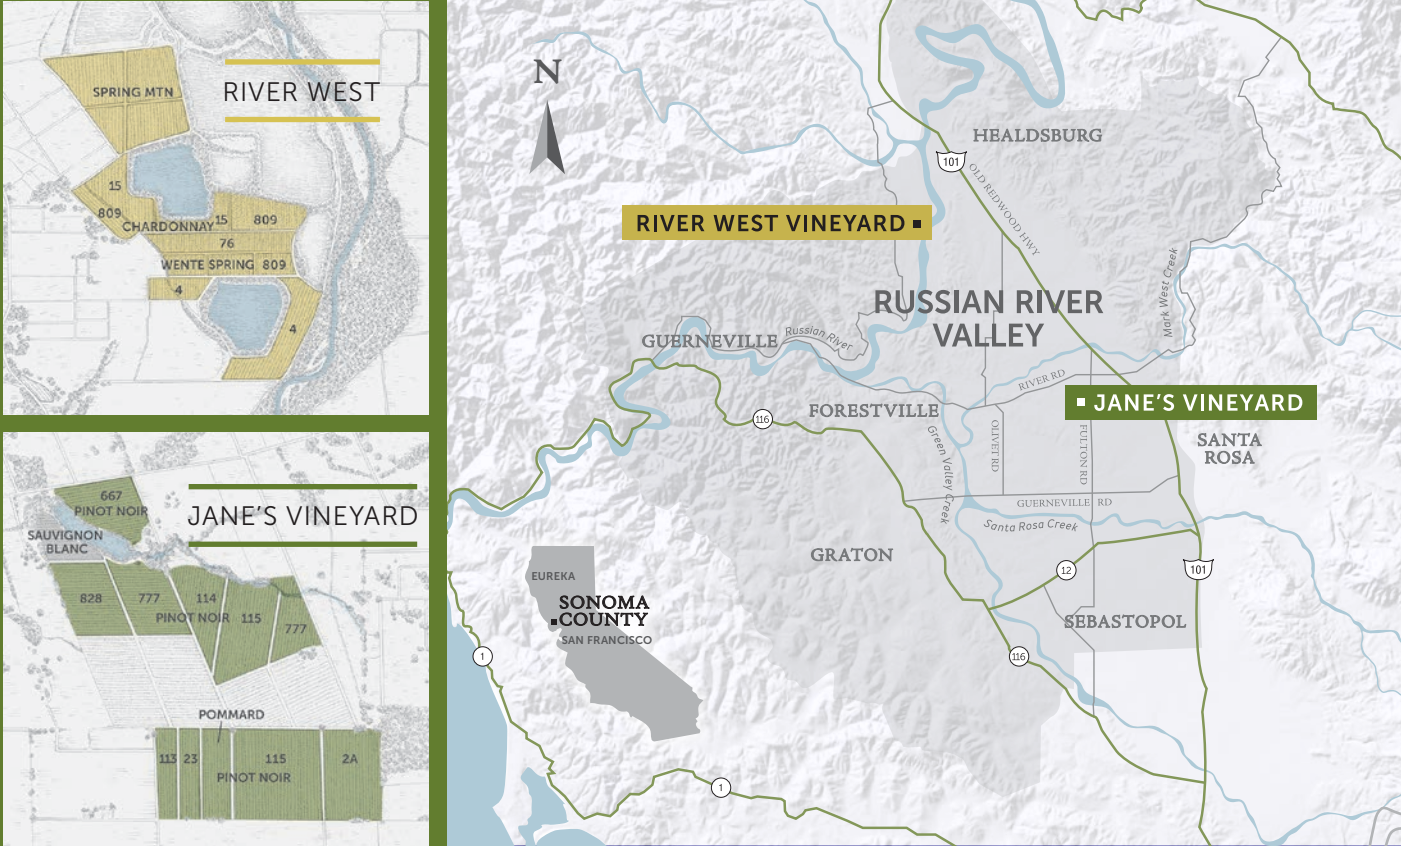 RIVER WEST
SPRING MTN
15
809
CHARDONNAY
15
809
76
WENTE SPRING 809
4
4
JANE'S VINEYARD
667
PINOT NOIR
SAUVIGNON
BLANC
828
777
114
PINOT NOIR
115
777
POMMARD
113
23
115
2A
PINOT NOIR
N
HEALDSBURG
101
OLD REDWOOD HWY
RIVER WEST VINEYARD
Mark West Creek
RUSSIAN RIVER
VALLEY
GUERNEVILLE
Russian River
RIVER RD
JANE'S VINEYARD
FORESTVILLE
116
Green Valley Creek
OLIVET RD
FULTON RD
SANTA
ROSA
GUERNEVILLE RD
Santa Rosa Creek
GRATON
12
101
EUREKA
SONOMA
COUNTY
SAN FRANCISCO
SEBASTOPOL
1
116
1